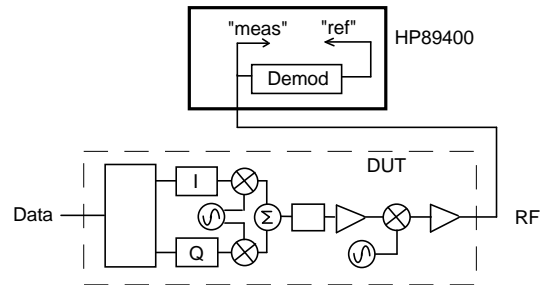 "meas" "ref" HP89400
Demod
DUT
I
Data Σ RF
Q